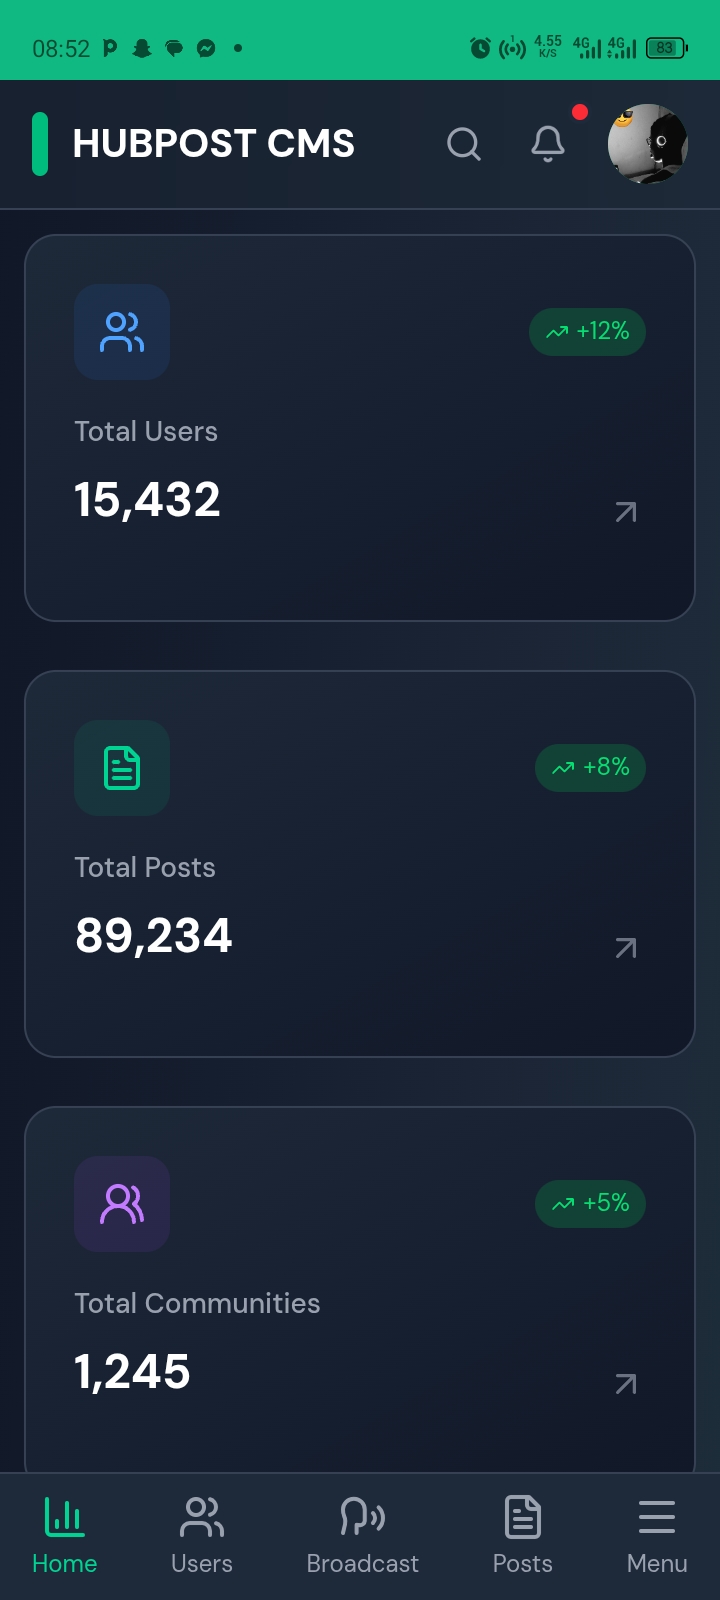 08:52
1
4.55
K/S
4G
4G
83
HUBPOST CMS
+12%
Total Users
15,432
+8%
Total Posts
89,234
+5%
Total Communities
1,245
Home Users Broadcast Posts Menu